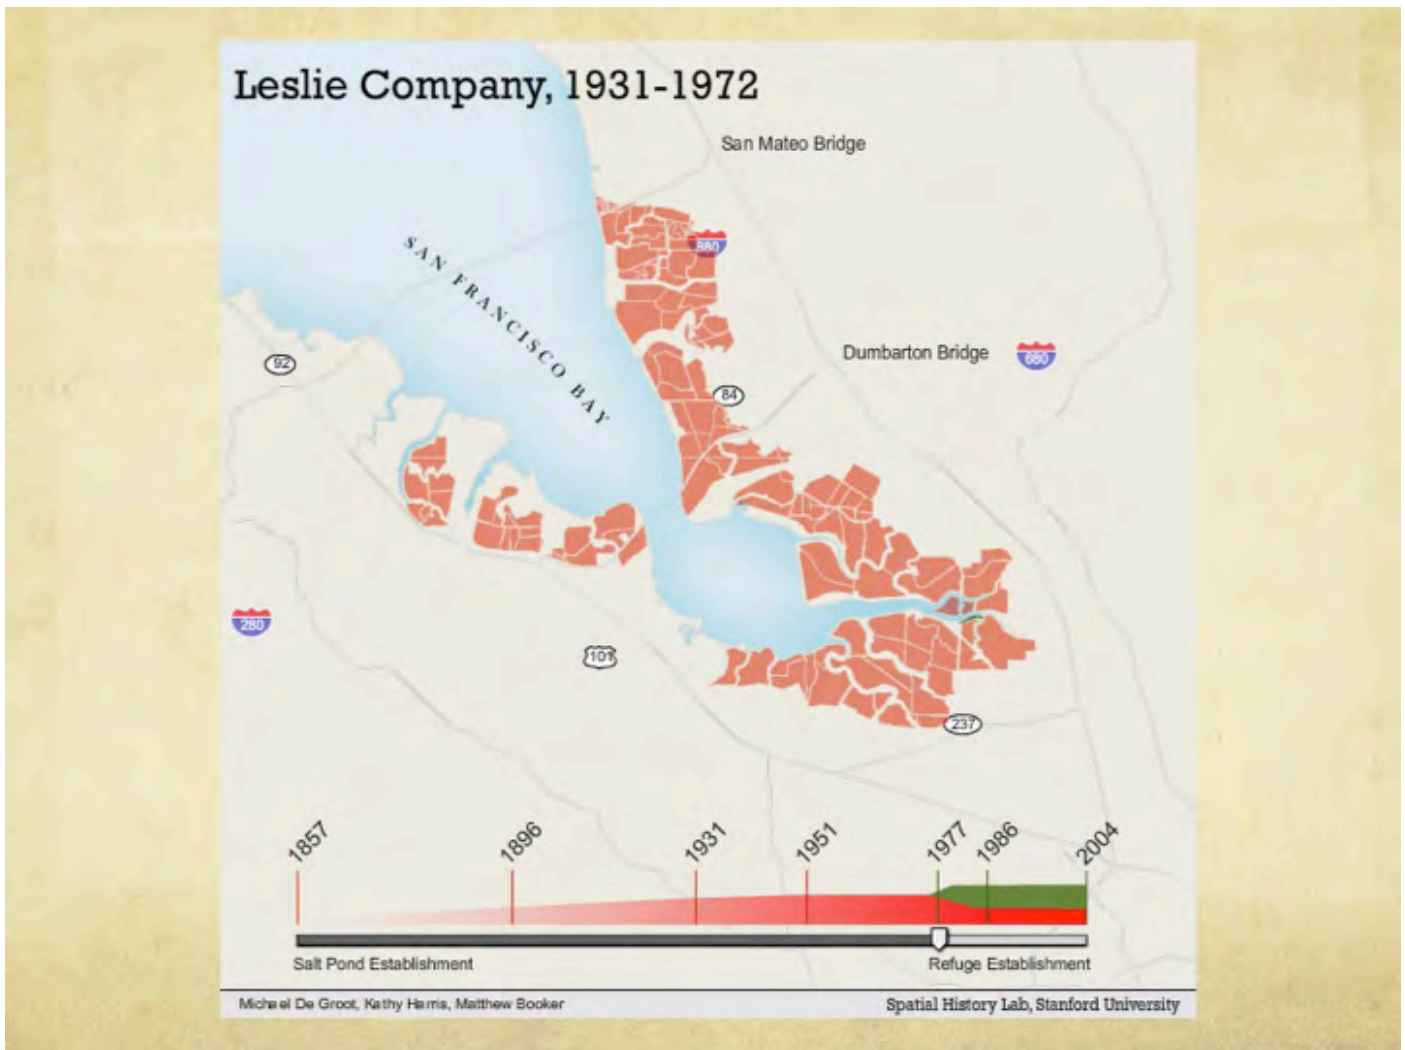 Leslie Company, 1931-1972
San Mateo Bridge
880
SAN FRANCISCO BAY
Dumbarton Bridge
680
92
84
280
101
237
1857
1896
1931
1951
1977
1986
2004
Salt Pond Establishment
Refuge Establishment
Michael De Groot, Kathy Harris, Matthew Booker
Spatial History Lab, Stanford University